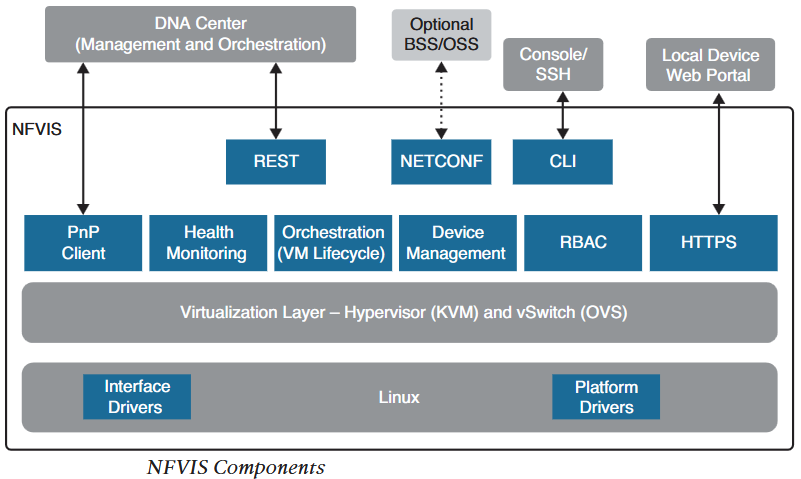 DNA Center
(Management and Orchestration)
Optional
BSS/OSS
Console/
SSH
Local Device
Web Portal
NFVIS
REST
NETCONF
CLI
PnP
Client
Health
Monitoring
Orchestration
(VM Lifecycle)
Device
Management
RBAC
HTTPS
Virtualization Layer – Hypervisor (KVM) and vSwitch (OVS)
Interface
Drivers
Linux
Platform
Drivers
NFVIS Components